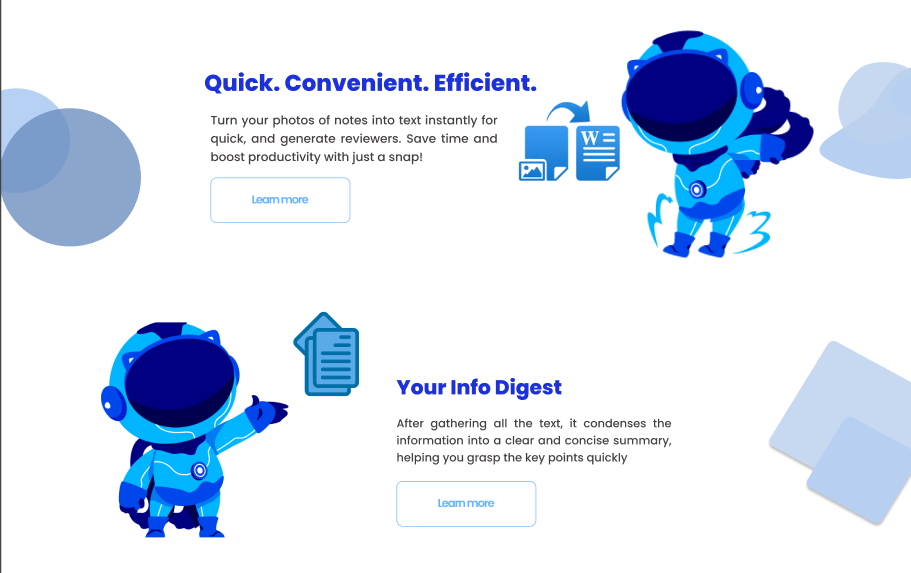 Quick. Convenient. Efficient.
Turn your photos of notes into text instantly for
quick, and generate reviewers. Save time and
boost productivity with just a snap!
W
Learn more
Your Info Digest
After gathering all the text, it condenses the
information into a clear and concise summary,
helping you grasp the key points quickly
Learn more